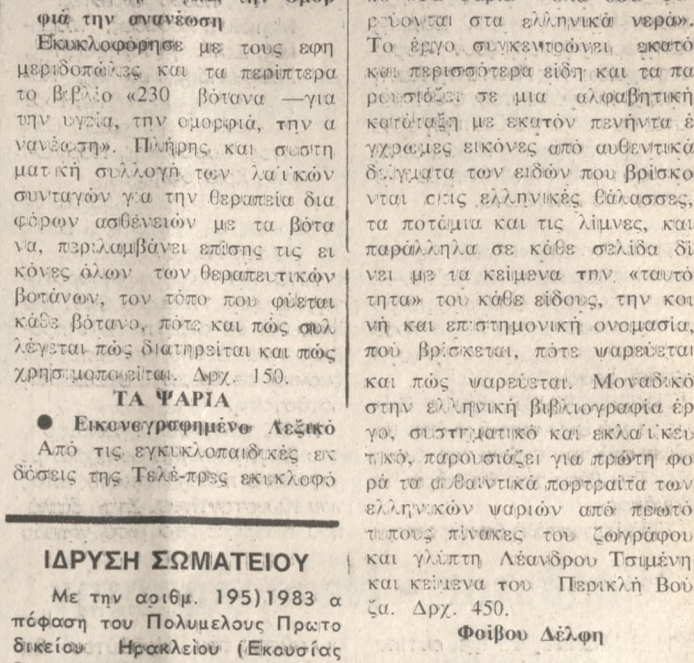 φιά την ανανέωση
Εκυκλοφόρησε με τους εφη
μεριδοπώλες και τα περίπτερα
το βιβλίο «230 βότανα —για
την υγεία, την ομορφιά, την α
νανέωση». Πλήρης και συστη
ματική συλλογή των λαϊκών
συνταγών για την θεραπεία δια
φόρων ασθένειών με τα βότα
να, περιλαμβάνει επίσης τις ει
κόνες όλων των θεραπευτικών
βοτάνων, τον τόπο που φύεται
κάθε βότανο, πότε και πώς συλ
λέγεται πώς διατηρείται και πώς
χρησιμοποιείται. Δρχ. 150.
ΤΑ ΨΑΡΙΑ
● Εικονογραφημένο Λεξικό
Από τις εγκυκλοπαιδικές εκ
δόσεις της Τελέ-πρες εκυκλοφό
ΙΔΡΥΣΗ ΣΩΜΑΤΕΙΟΥ
Με την αριθμ. 195)1983 α
πόφαση του Πολυμελους Πρωτο
δικείου Ηρακλείου (Εκουσίας
ρεύονται στα ελληνικά νερά».
Το έργο συγκεντρώνει εκατό
και περισσότερα είδη και τα πα
ρουσιάζει σε μια αλφαβητική
κατάταξη με εκατόν πενήντα έ
γχρωμες εικόνες από αυθεντικά
δείγματα των ειδών που βρίσκο
νται στις ελληνικές θάλασσες,
τα ποτάμια και τις λίμνες, και
παράλληλα σε κάθε σελίδα δί
νει με τα κείμενα την «ταυτό
τητα» του κάθε είδους, την κοι
νή και επιστημονική ονομασία,
πού βρίσκεται, πότε ψαρεύεται
και πώς ψαρεύεται. Μοναδικό
στην ελληνική βιβλιογραφία έρ
γο, συστηματικό και εκλαϊκευ
τικό, παρουσιάζει για πρώτη φο
ρά τα αυθαιντικά πορτραίτα των
ελληνικών ψαριών από πρωτό
τυπους πίνακες του ζωγράφου
και γλύπτη Λέανδρου Τσιμένη
και κείμενα του Περικλή Βού
ζα. Δρχ. 450.
Φοίβου Δέλφη